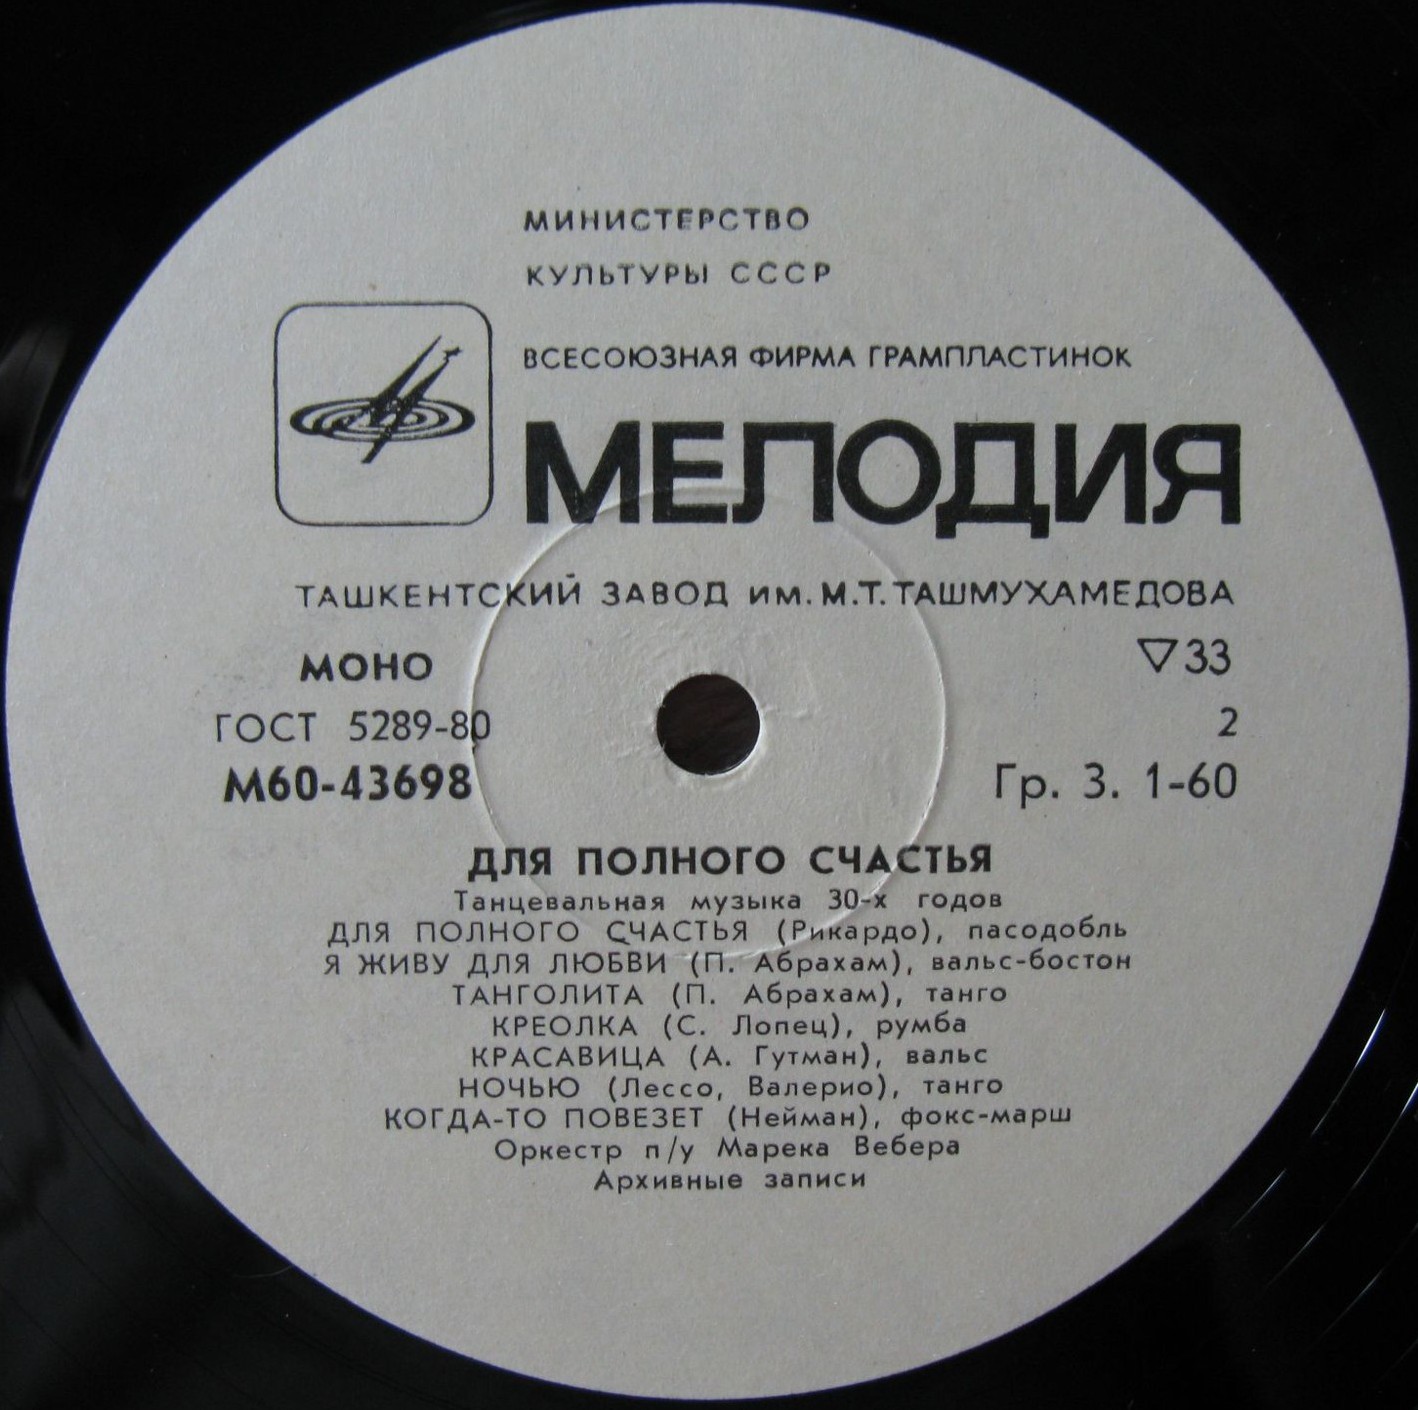 МИНИСТЕРСТВО
КУЛЬТУРЫ СССР
ВСЕСОЮЗНАЯ ФИРМА ГРАМПЛАСТИНОК
МЕЛОДИЯ
ТАШКЕНТСКИЙ ЗАВОД им. М.Т. ТАШМУХАМЕДОВА
МОНО ▽33
ГОСТ 5289-80 2
М60-43698 Гр. 3. 1-60
ДЛЯ ПОЛНОГО СЧАСТЬЯ
Танцевальная музыка 30-х годов
ДЛЯ ПОЛНОГО СЧАСТЬЯ (Рикардо), пасодобль
Я ЖИВУ ДЛЯ ЛЮБВИ (П. Абрахам), вальс-бостон
ТАНГОЛИТА (П. Абрахам), танго
КРЕОЛКА (С. Лопец), румба
КРАСАВИЦА (А. Гутман), вальс
НОЧЬЮ (Лессо, Валерио), танго
КОГДА-ТО ПОВЕЗЕТ (Нейман), фокс-марш
Оркестр п/у Марека Вебера
Архивные записи